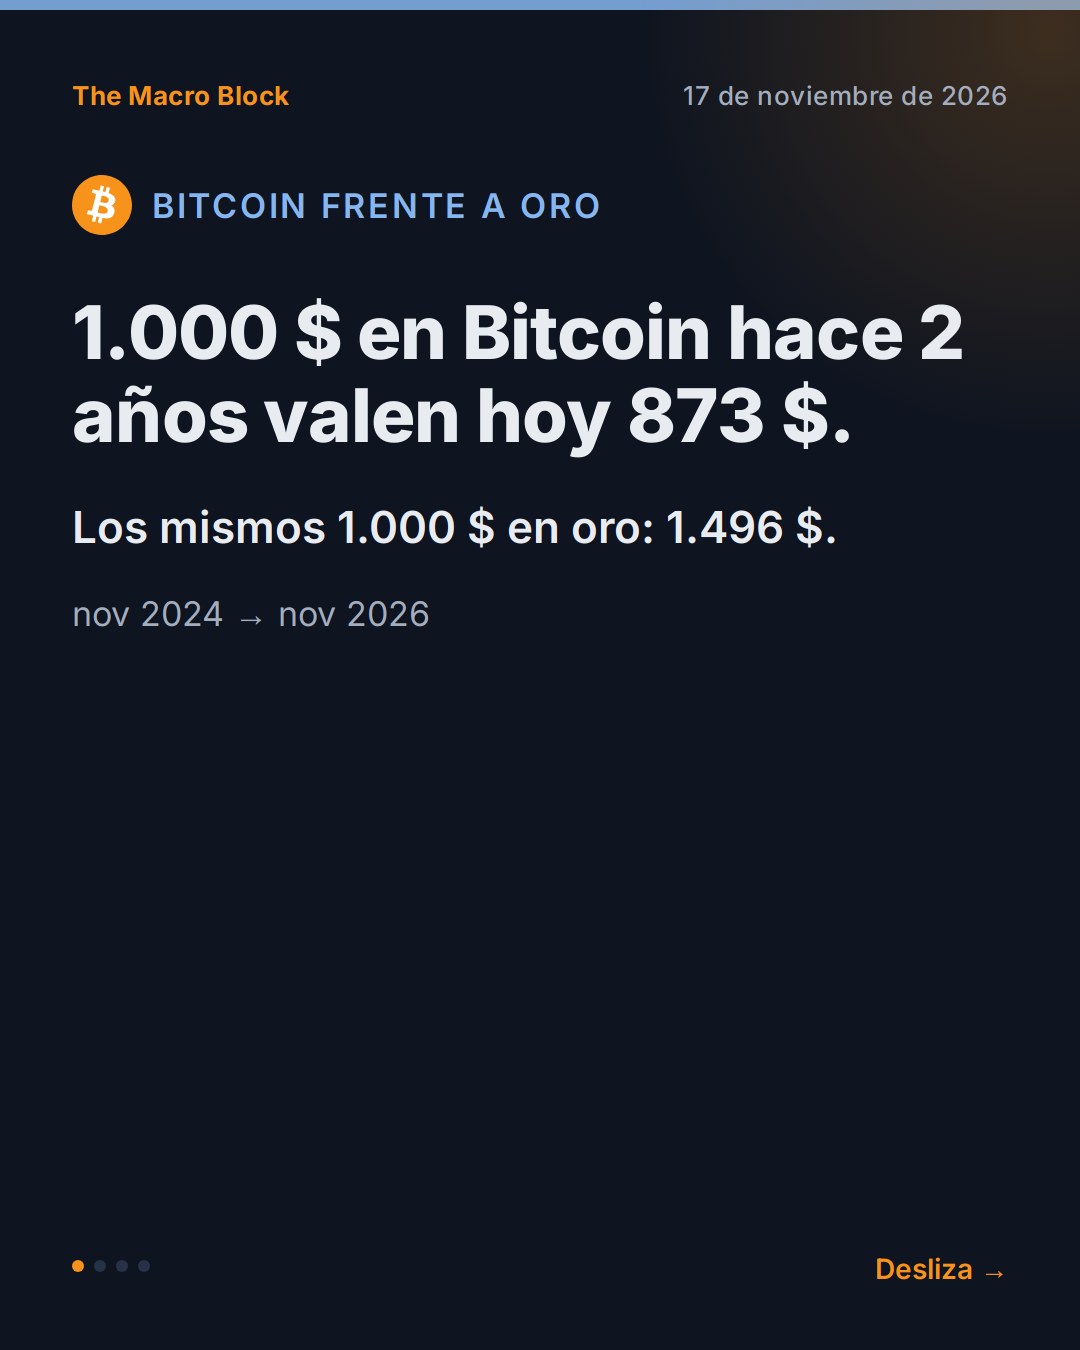 The Macro Block
17 de noviembre de 2026
BITCOIN FRENTE A ORO
1.000 $ en Bitcoin hace 2
años valen hoy 873 $.
Los mismos 1.000 $ en oro: 1.496 $.
nov 2024 → nov 2026
Desliza →